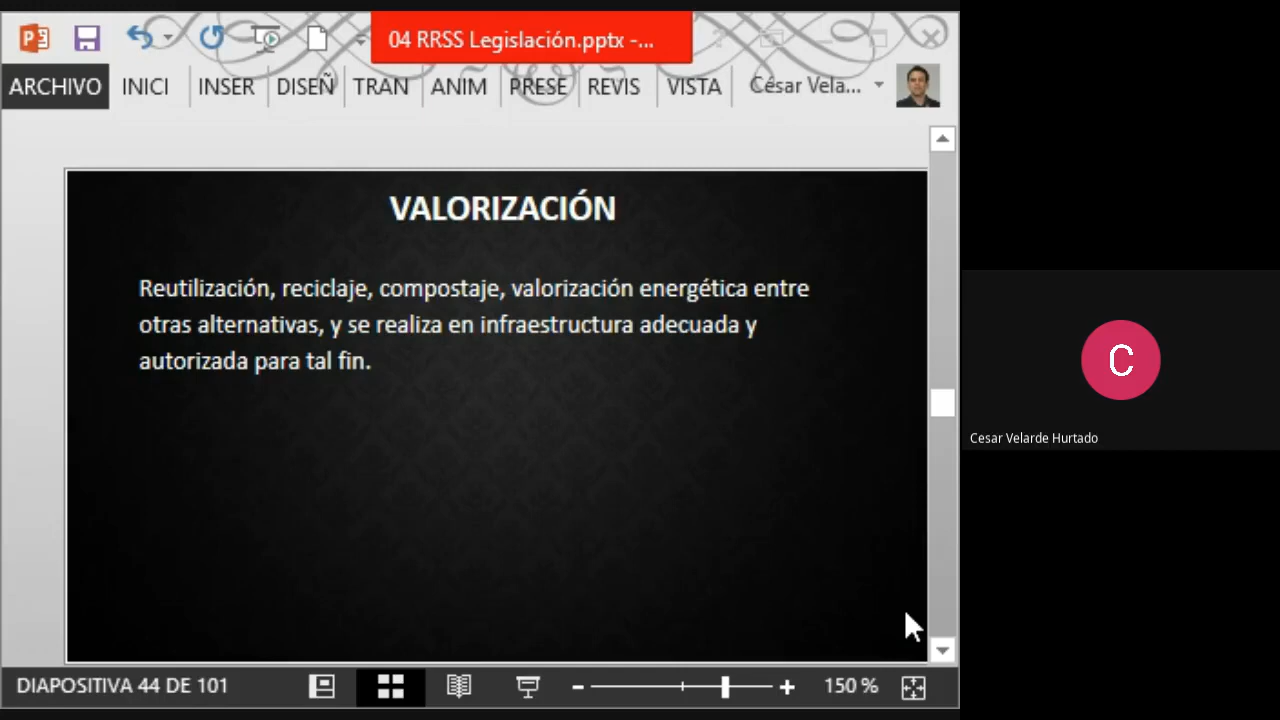 04 RRSS Legislación.pptx -...
ARCHIVO INICI INSER DISEÑ TRAN ANIM PRESE REVIS VISTA César Vela...
VALORIZACIÓN
Reutilización, reciclaje, compostaje, valorización energética entre
otras alternativas, y se realiza en infraestructura adecuada y
autorizada para tal fin.
C
Cesar Velarde Hurtado
DIAPOSITIVA 44 DE 101 150 %